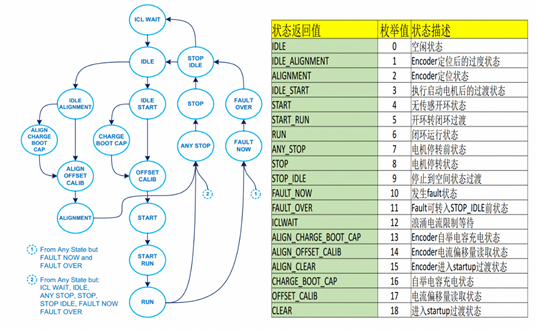 ICL WAIT
IDLE
STOP IDLE
IDLE ALIGNMENT
IDLE START
STOP
FAULT OVER
ALIGN CHARGE BOOT CAP
CHARGE BOOT CAP
ANY STOP
FAULT NOW
ALIGN OFFSET CALIB
OFFSET CALIB
ALIGNMENT
START
START RUN
RUN
2
1
1 From Any State but
FAULT NOW and
FAULT OVER
2 From Any State but:
ICL WAIT, IDLE,
ANY STOP, STOP,
STOP IDLE, FAULT NOW
FAULT OVER
状态返回值 枚举值 状态描述
IDLE 0 空闲状态
IDLE_ALIGNMENT 1 Encoder定位后的过度状态
ALIGNMENT 2 Encoder定位状态
IDLE_START 3 执行启动电机后的过渡状态
START 4 无传感开环状态
START_RUN 5 开环转闭环过渡
RUN 6 闭环运行状态
ANY_STOP 7 电机停转前状态
STOP 8 电机停转状态
STOP_IDLE 9 停止到空闲状态过渡
FAULT_NOW 10 发生fault状态
FAULT_OVER 11 Fault可转入STOP_IDLE前状态
ICLWAIT 12 浪涌电流限制等待
ALIGN_CHARGE_BOOT_CAP 13 Encoder自举电容充电状态
ALIGN_OFFSET_CALIB 14 Encoder电流偏移量读取状态
ALIGN_CLEAR 15 Encoder进入startup过渡状态
CHARGE_BOOT_CAP 16 自举电容充电状态
OFFSET_CALIB 17 电流偏移量读取状态
CLEAR 18 进入startup过渡状态